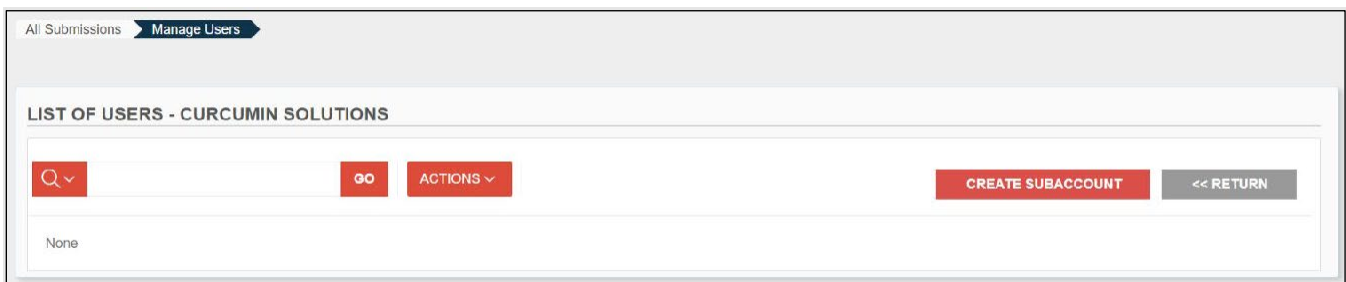 All Submissions Manage Users
LIST OF USERS - CURCUMIN SOLUTIONS
GO ACTIONS CREATE SUBACCOUNT << RETURN
None